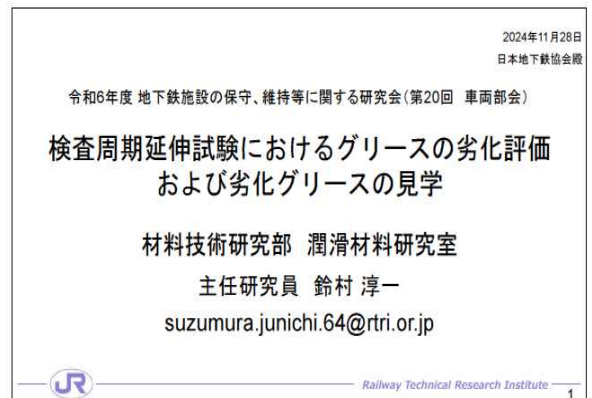 2024年11月28日
日本地下鉄協会殿
令和6年度 地下鉄施設の保守、維持等に関する研究会(第20回 車両部会)
検査周期延伸試験におけるグリースの劣化評価
および劣化グリースの見学
材料技術研究部 潤滑材料研究室
主任研究員 鈴村 淳一
suzumura.junichi.64@rtri.or.jp
JR
Railway Technical Research Institute
1